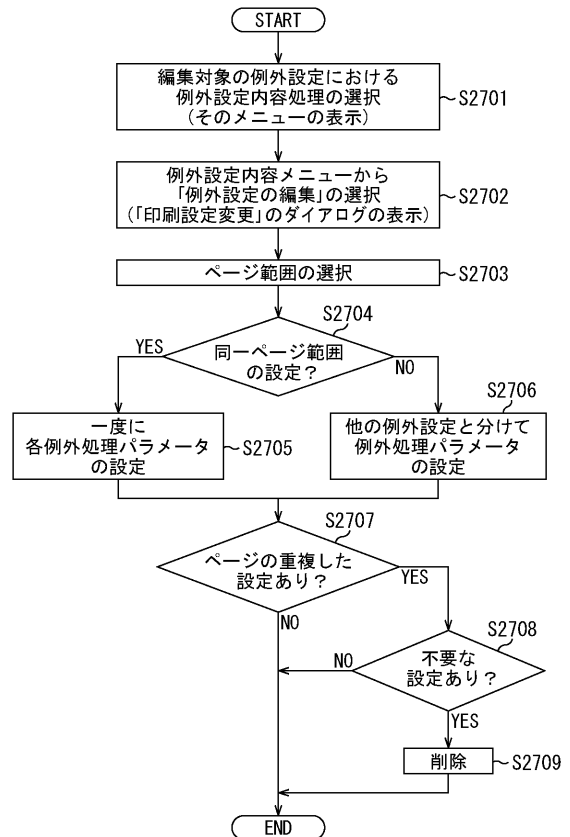 START
編集対象の例外設定における
例外設定内容処理の選択
(そのメニューの表示)
S2701
例外設定内容メニューから
「例外設定の編集」の選択
(「印刷設定変更」のダイアログの表示)
S2702
ページ範囲の選択
S2703
S2704
YES
同一ページ範囲
の設定？
NO
一度に
各例外処理パラメータ
の設定
S2705
S2706
他の例外設定と分けて
例外処理パラメータ
の設定
S2707
ページの重複した
設定あり？
YES
NO
S2708
NO
不要な
設定あり？
YES
削除
S2709
END